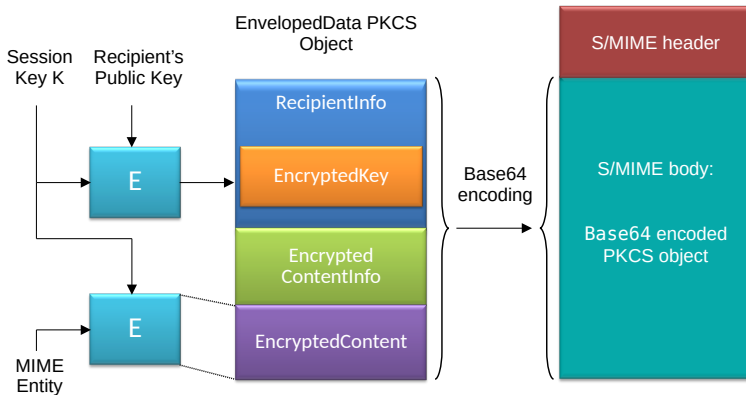 EnvelopedData PKCS
Object
Session
Key K
Recipient's
Public Key
RecipientInfo
E
EncryptedKey
Encrypted
ContentInfo
E
EncryptedContent
MIME
Entity
Base64
encoding
S/MIME header
S/MIME body:
Base64 encoded
PKCS object